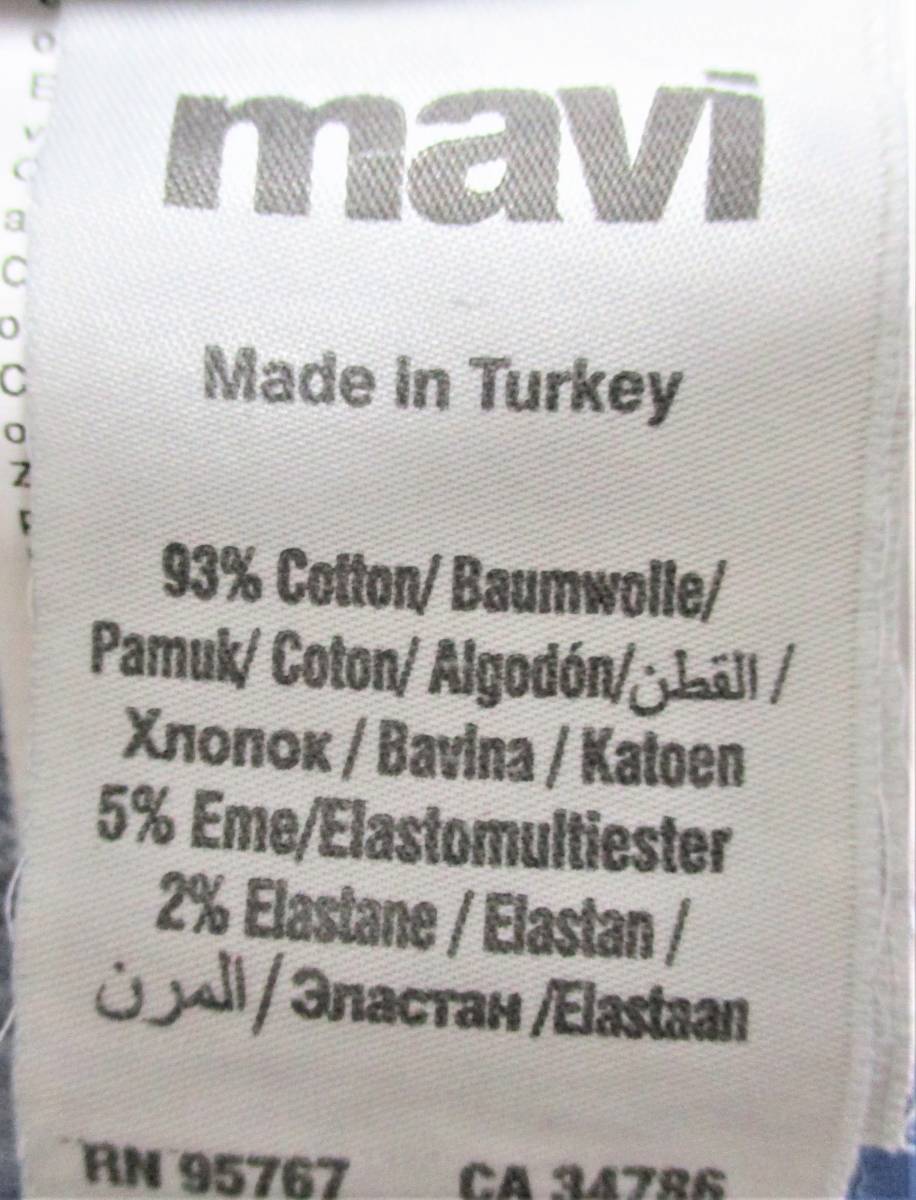 mavi
Made in Turkey
93% Cotton/ Baumwolle/
Pamuk/ Coton/ Algodón/القطن /
Хлопок / Bavlna / Katoen
5% Eme/Elastomultiester
2% Elastane / Elastan /
المرن / Эластан /Elastaan
RN 95767 CA 34786